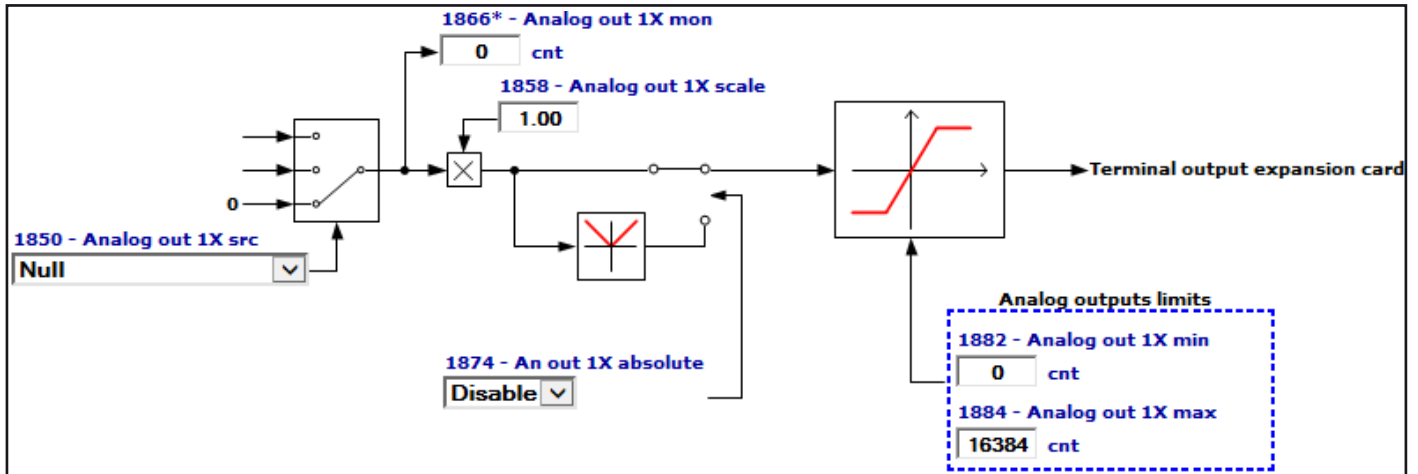 1866* - Analog out 1X mon
0 cnt
1858 - Analog out 1X scale
1.00
0
Terminal output expansion card
1850 - Analog out 1X src
Null
Analog outputs limits
1882 - Analog out 1X min
0 cnt
1874 - An out 1X absolute
Disable
1884 - Analog out 1X max
16384 cnt